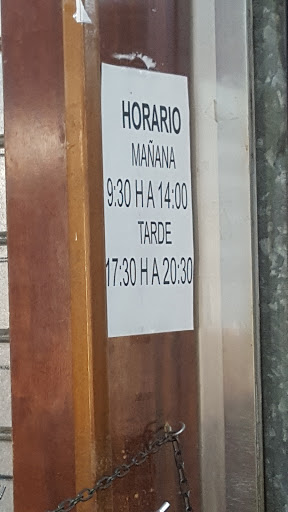 HORARIO
MAÑANA
9:30 H A 14:00
TARDE
17:30 H A 20:30